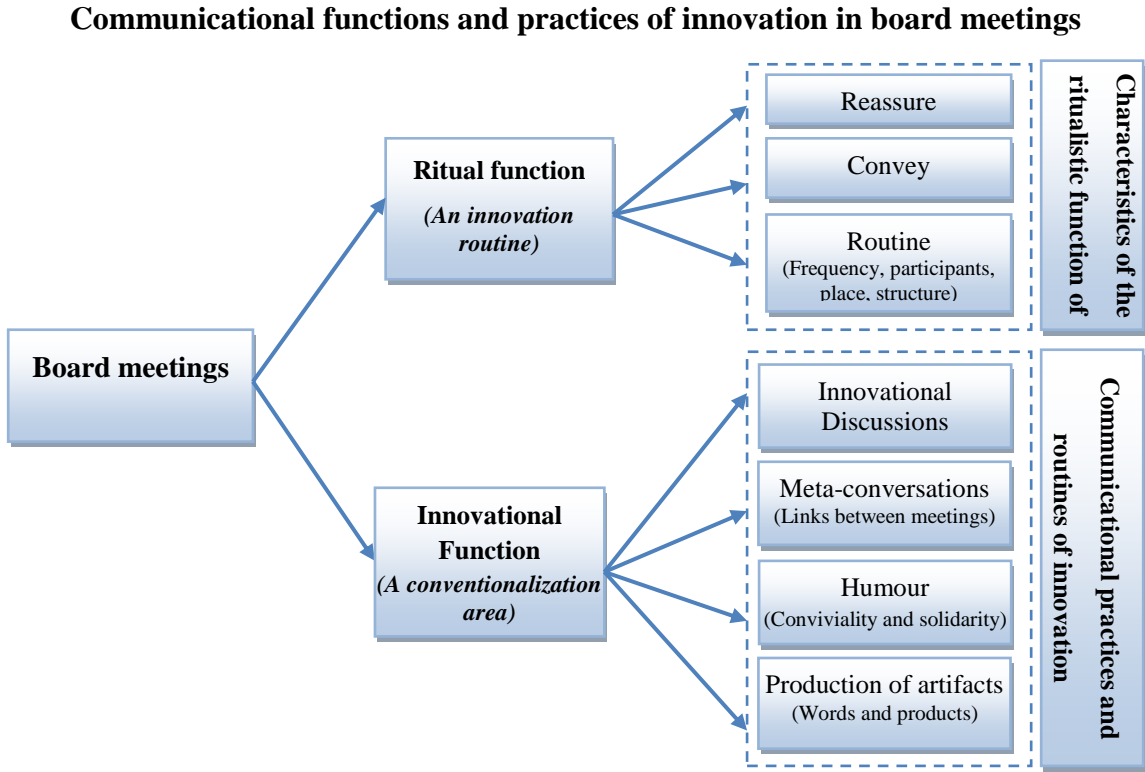 Communicational functions and practices of innovation in board meetings
Reassure
Convey
Routine
(Frequency, participants,
place, structure)
Characteristics of the
ritualistic function of
Ritual function
(An innovation
routine)
Board meetings
Innovational
Function
(A conventionalization
area)
Innovational
Discussions
Meta-conversations
(Links between meetings)
Humour
(Conviviality and solidarity)
Production of artifacts
(Words and products)
Communicational practices and
routines of innovation